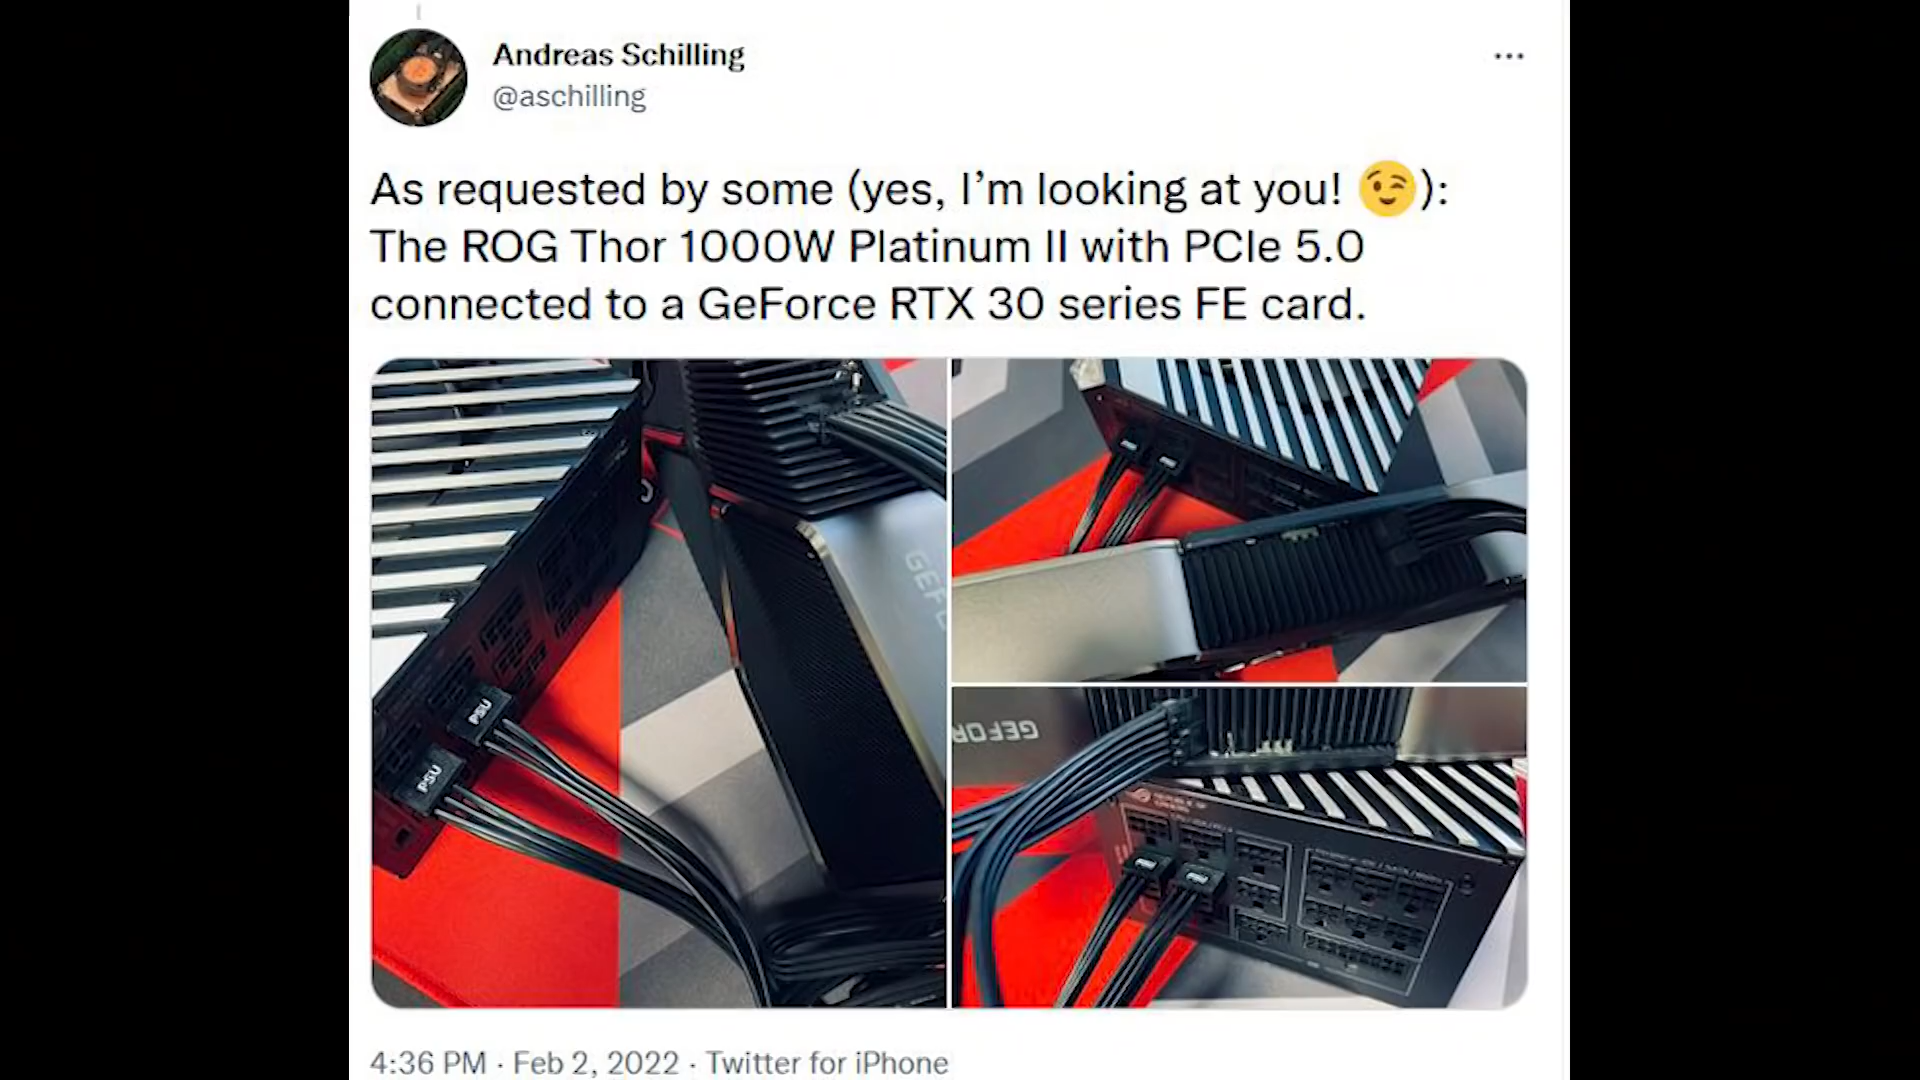 Andreas Schilling
@aschilling
As requested by some (yes, I'm looking at you! 😉):
The ROG Thor 1000W Platinum II with PCIe 5.0
connected to a GeForce RTX 30 series FE card.
GEF
PSU
PSU
GEFOR
4:36 PM · Feb 2, 2022 · Twitter for iPhone